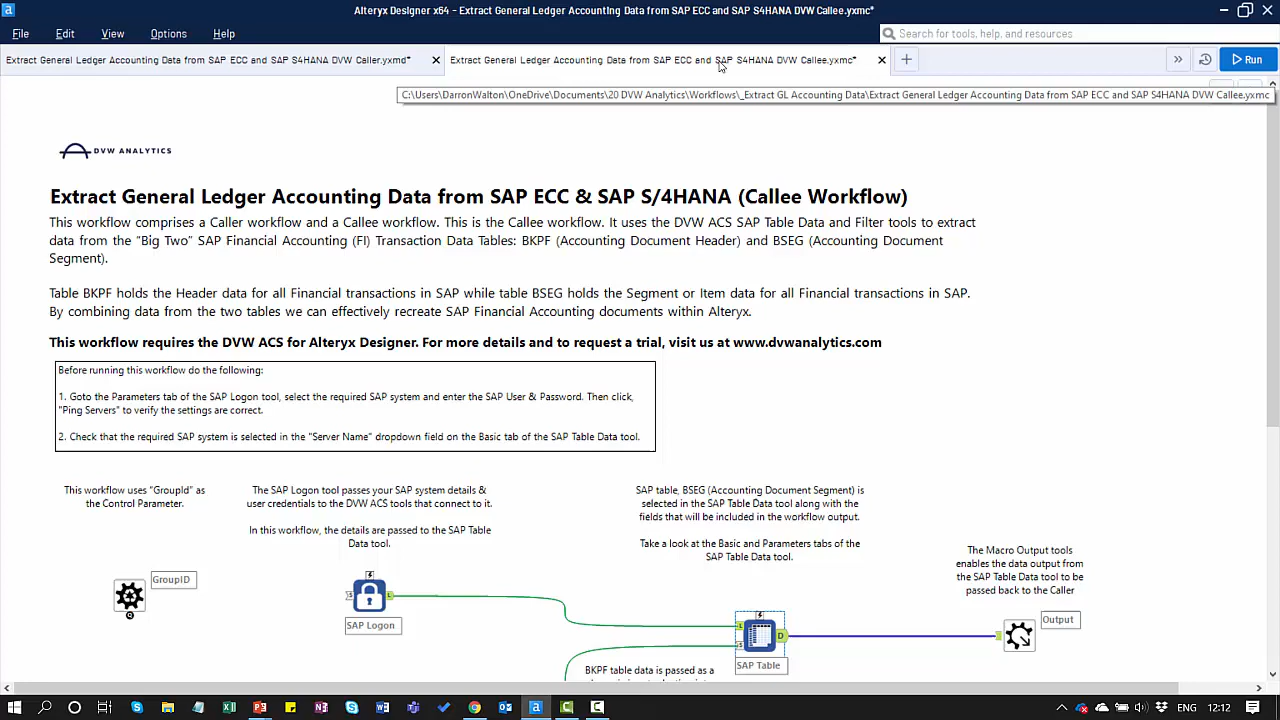 Alteryx Designer x64 - Extract General Ledger Accounting Data from SAP ECC and SAP S4HANA DVW Callee.yxmc*
File Edit View Options Help
Search for tools, help, and resources
Extract General Ledger Accounting Data from SAP ECC and SAP S4HANA DVW Caller.yxmd*
Extract General Ledger Accounting Data from SAP ECC and SAP S4HANA DVW Callee.yxmc*
Run
C:\Users\DarronWalton\OneDrive\Documents\20 DVW Analytics\Workflows\_Extract GL Accounting Data\Extract General Ledger Accounting Data from SAP ECC and SAP S4HANA DVW Callee.yxmc
DVW ANALYTICS
Extract General Ledger Accounting Data from SAP ECC & SAP S/4HANA (Callee Workflow)
This workflow comprises a Caller workflow and a Callee workflow. This is the Callee workflow. It uses the DVW ACS SAP Table Data and Filter tools to extract
data from the "Big Two" SAP Financial Accounting (FI) Transaction Data Tables: BKPF (Accounting Document Header) and BSEG (Accounting Document
Segment).
Table BKPF holds the Header data for all Financial transactions in SAP while table BSEG holds the Segment or Item data for all Financial transactions in SAP.
By combining data from the two tables we can effectively recreate SAP Financial Accounting documents within Alteryx.
This workflow requires the DVW ACS for Alteryx Designer. For more details and to request a trial, visit us at www.dvwanalytics.com
Before running this workflow do the following:
1. Goto the Parameters tab of the SAP Logon tool, select the required SAP system and enter the SAP User & Password. Then click,
"Ping Servers" to verify the settings are correct.
2. Check that the required SAP system is selected in the "Server Name" dropdown field on the Basic tab of the SAP Table Data tool.
This workflow uses "GroupId" as
the Control Parameter.
The SAP Logon tool passes your SAP system details &
user credentials to the DVW ACS tools that connect to it.
In this workflow, the details are passed to the SAP Table
Data tool.
SAP table, BSEG (Accounting Document Segment) is
selected in the SAP Table Data tool along with the
fields that will be included in the workflow output.
Take a look at the Basic and Parameters tabs of the
SAP Table Data tool.
The Macro Output tools
enables the data output from
the SAP Table Data tool to be
passed back to the Caller
GroupID
SAP Logon
SAP Table
Output
L
L
D
BKPF table data is passed as a
ENG 12:12